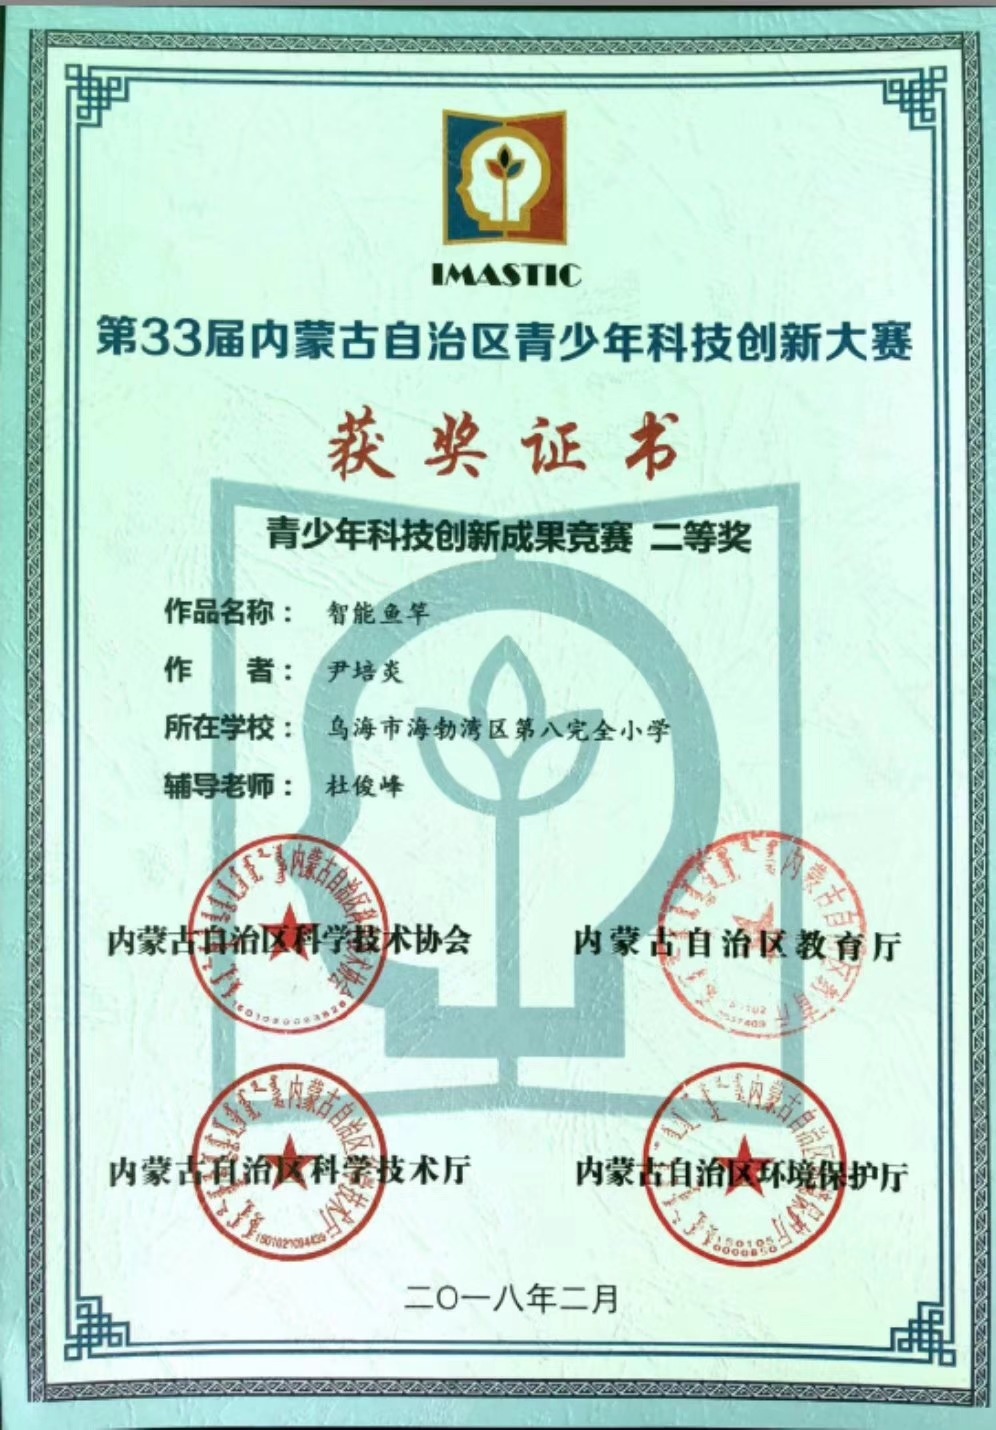 IMASTIC
第33届内蒙古自治区青少年科技创新大赛
获奖证书
青少年科技创新成果竞赛 二等奖
作品名称： 智能鱼竿
作 者： 尹培炎
所在学校： 乌海市海勃湾区第八完全小学
辅导老师： 杜俊峰
内蒙古自治区科学技术协会
内蒙古自治区教育厅
内蒙古自治区科学技术厅
内蒙古自治区环境保护厅
二〇一八年二月